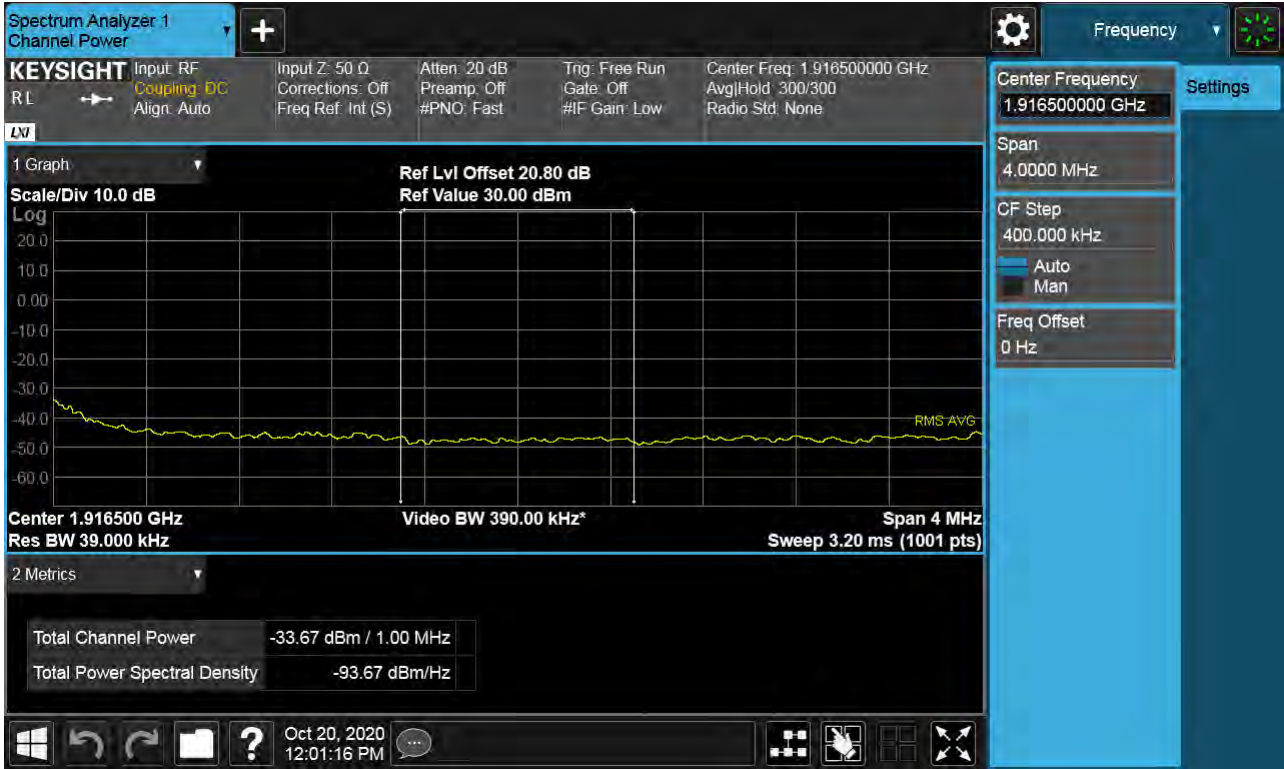 Spectrum Analyzer 1
Channel Power
Frequency
KEYSIGHT
R L
LXI
Input: RF
Coupling: DC
Align: Auto
Input Z: 50 Ω
Corrections: Off
Freq Ref: Int (S)
Atten: 20 dB
Preamp: Off
#PNO: Fast
Trig: Free Run
Gate: Off
#IF Gain: Low
Center Freq: 1.916500000 GHz
Avg|Hold: 300/300
Radio Std: None
Center Frequency
1.916500000 GHz
Settings
Span
4.0000 MHz
CF Step
400.000 kHz
Auto
Man
Freq Offset
0 Hz
1 Graph
Scale/Div 10.0 dB
Ref Lvl Offset 20.80 dB
Ref Value 30.00 dBm
Log
20.0
10.0
0.00
-10.0
-20.0
-30.0
-40.0
-50.0
-60.0
RMS AVG
Center 1.916500 GHz
Video BW 390.00 kHz*
Span 4 MHz
Res BW 39.000 kHz
Sweep 3.20 ms (1001 pts)
2 Metrics
Total Channel Power -33.67 dBm / 1.00 MHz
Total Power Spectral Density -93.67 dBm/Hz
Oct 20, 2020
12:01:16 PM